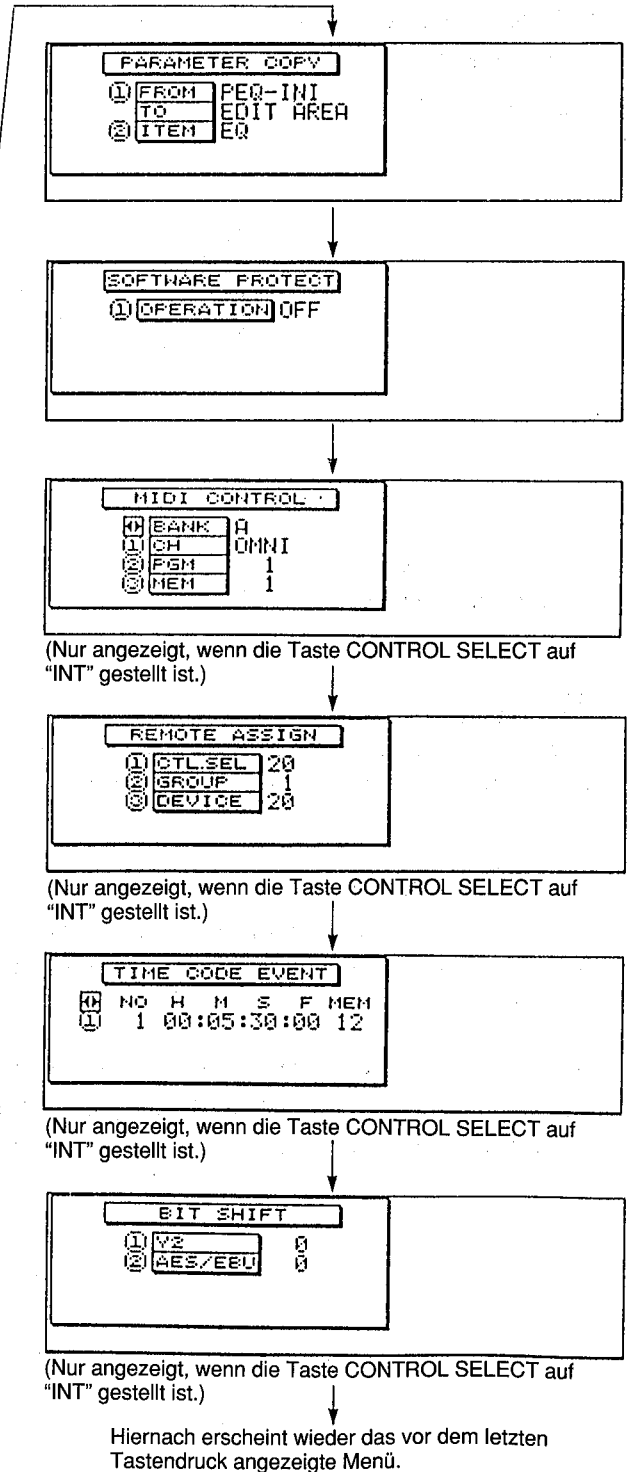 PARAMETER COPY
① FROM PEQ-INI
TO EDIT AREA
② ITEM EQ
SOFTWARE PROTECT
① OPERATION OFF
MIDI CONTROL
BANK A
① CH OMNI
② PGM 1
③ MEM 1
(Nur angezeigt, wenn die Taste CONTROL SELECT auf
“INT” gestellt ist.)
REMOTE ASSIGN
① CTL.SEL 20
② GROUP 1
③ DEVICE 20
(Nur angezeigt, wenn die Taste CONTROL SELECT auf
“INT” gestellt ist.)
TIME CODE EVENT
NO H M S F MEM
① 1 00:05:30:00 12
(Nur angezeigt, wenn die Taste CONTROL SELECT auf
“INT” gestellt ist.)
BIT SHIFT
① Y2 0
② AES/EBU 0
(Nur angezeigt, wenn die Taste CONTROL SELECT auf
“INT” gestellt ist.)
Hiernach erscheint wieder das vor dem letzten
Tastendruck angezeigte Menü.